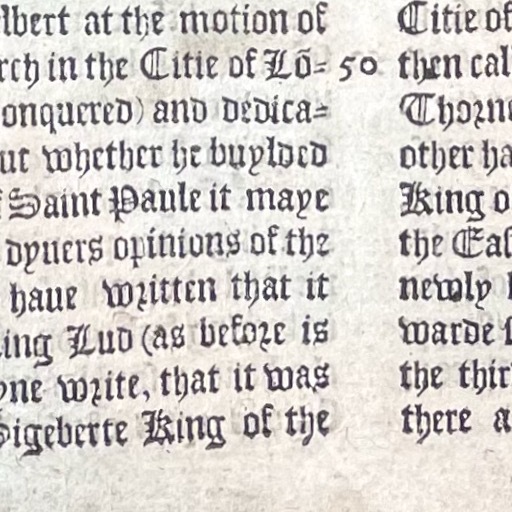 lbert at the motion of
rch in the Citie of Lõ=
onquered) and dedica=
ut whether he buylded
Saint Paule it maye
dyuers opinions of the
haue written that it
ing Lud (as before is
one write, that it was
Sigeberte King of the
50
Citie of
then cal
Thorne
other ha
King o
the Eas
newly
warde
the thir
there a